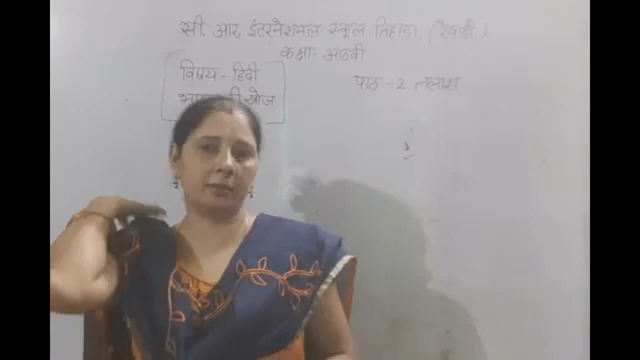 सी. आर. इंटरनेशनल स्कूल तिहाडा, (रेवाडी)
कक्षा - आठवी
विषय - हिंदी
की खोज
पाठ - 2 तलाश